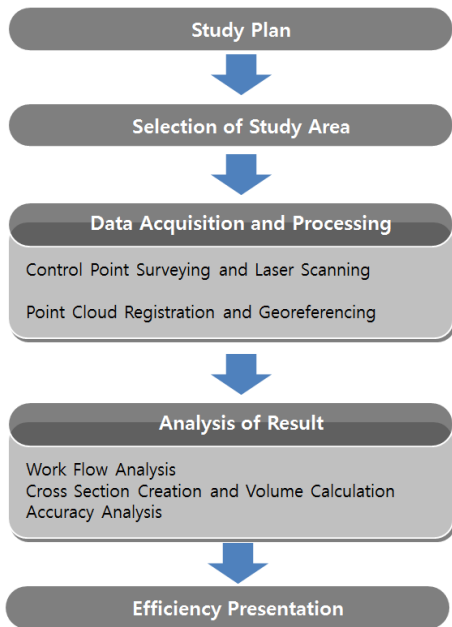 Study Plan
Selection of Study Area
Data Acquisition and Processing
Control Point Surveying and Laser Scanning
Point Cloud Registration and Georeferencing
Analysis of Result
Work Flow Analysis
Cross Section Creation and Volume Calculation
Accuracy Analysis
Efficiency Presentation